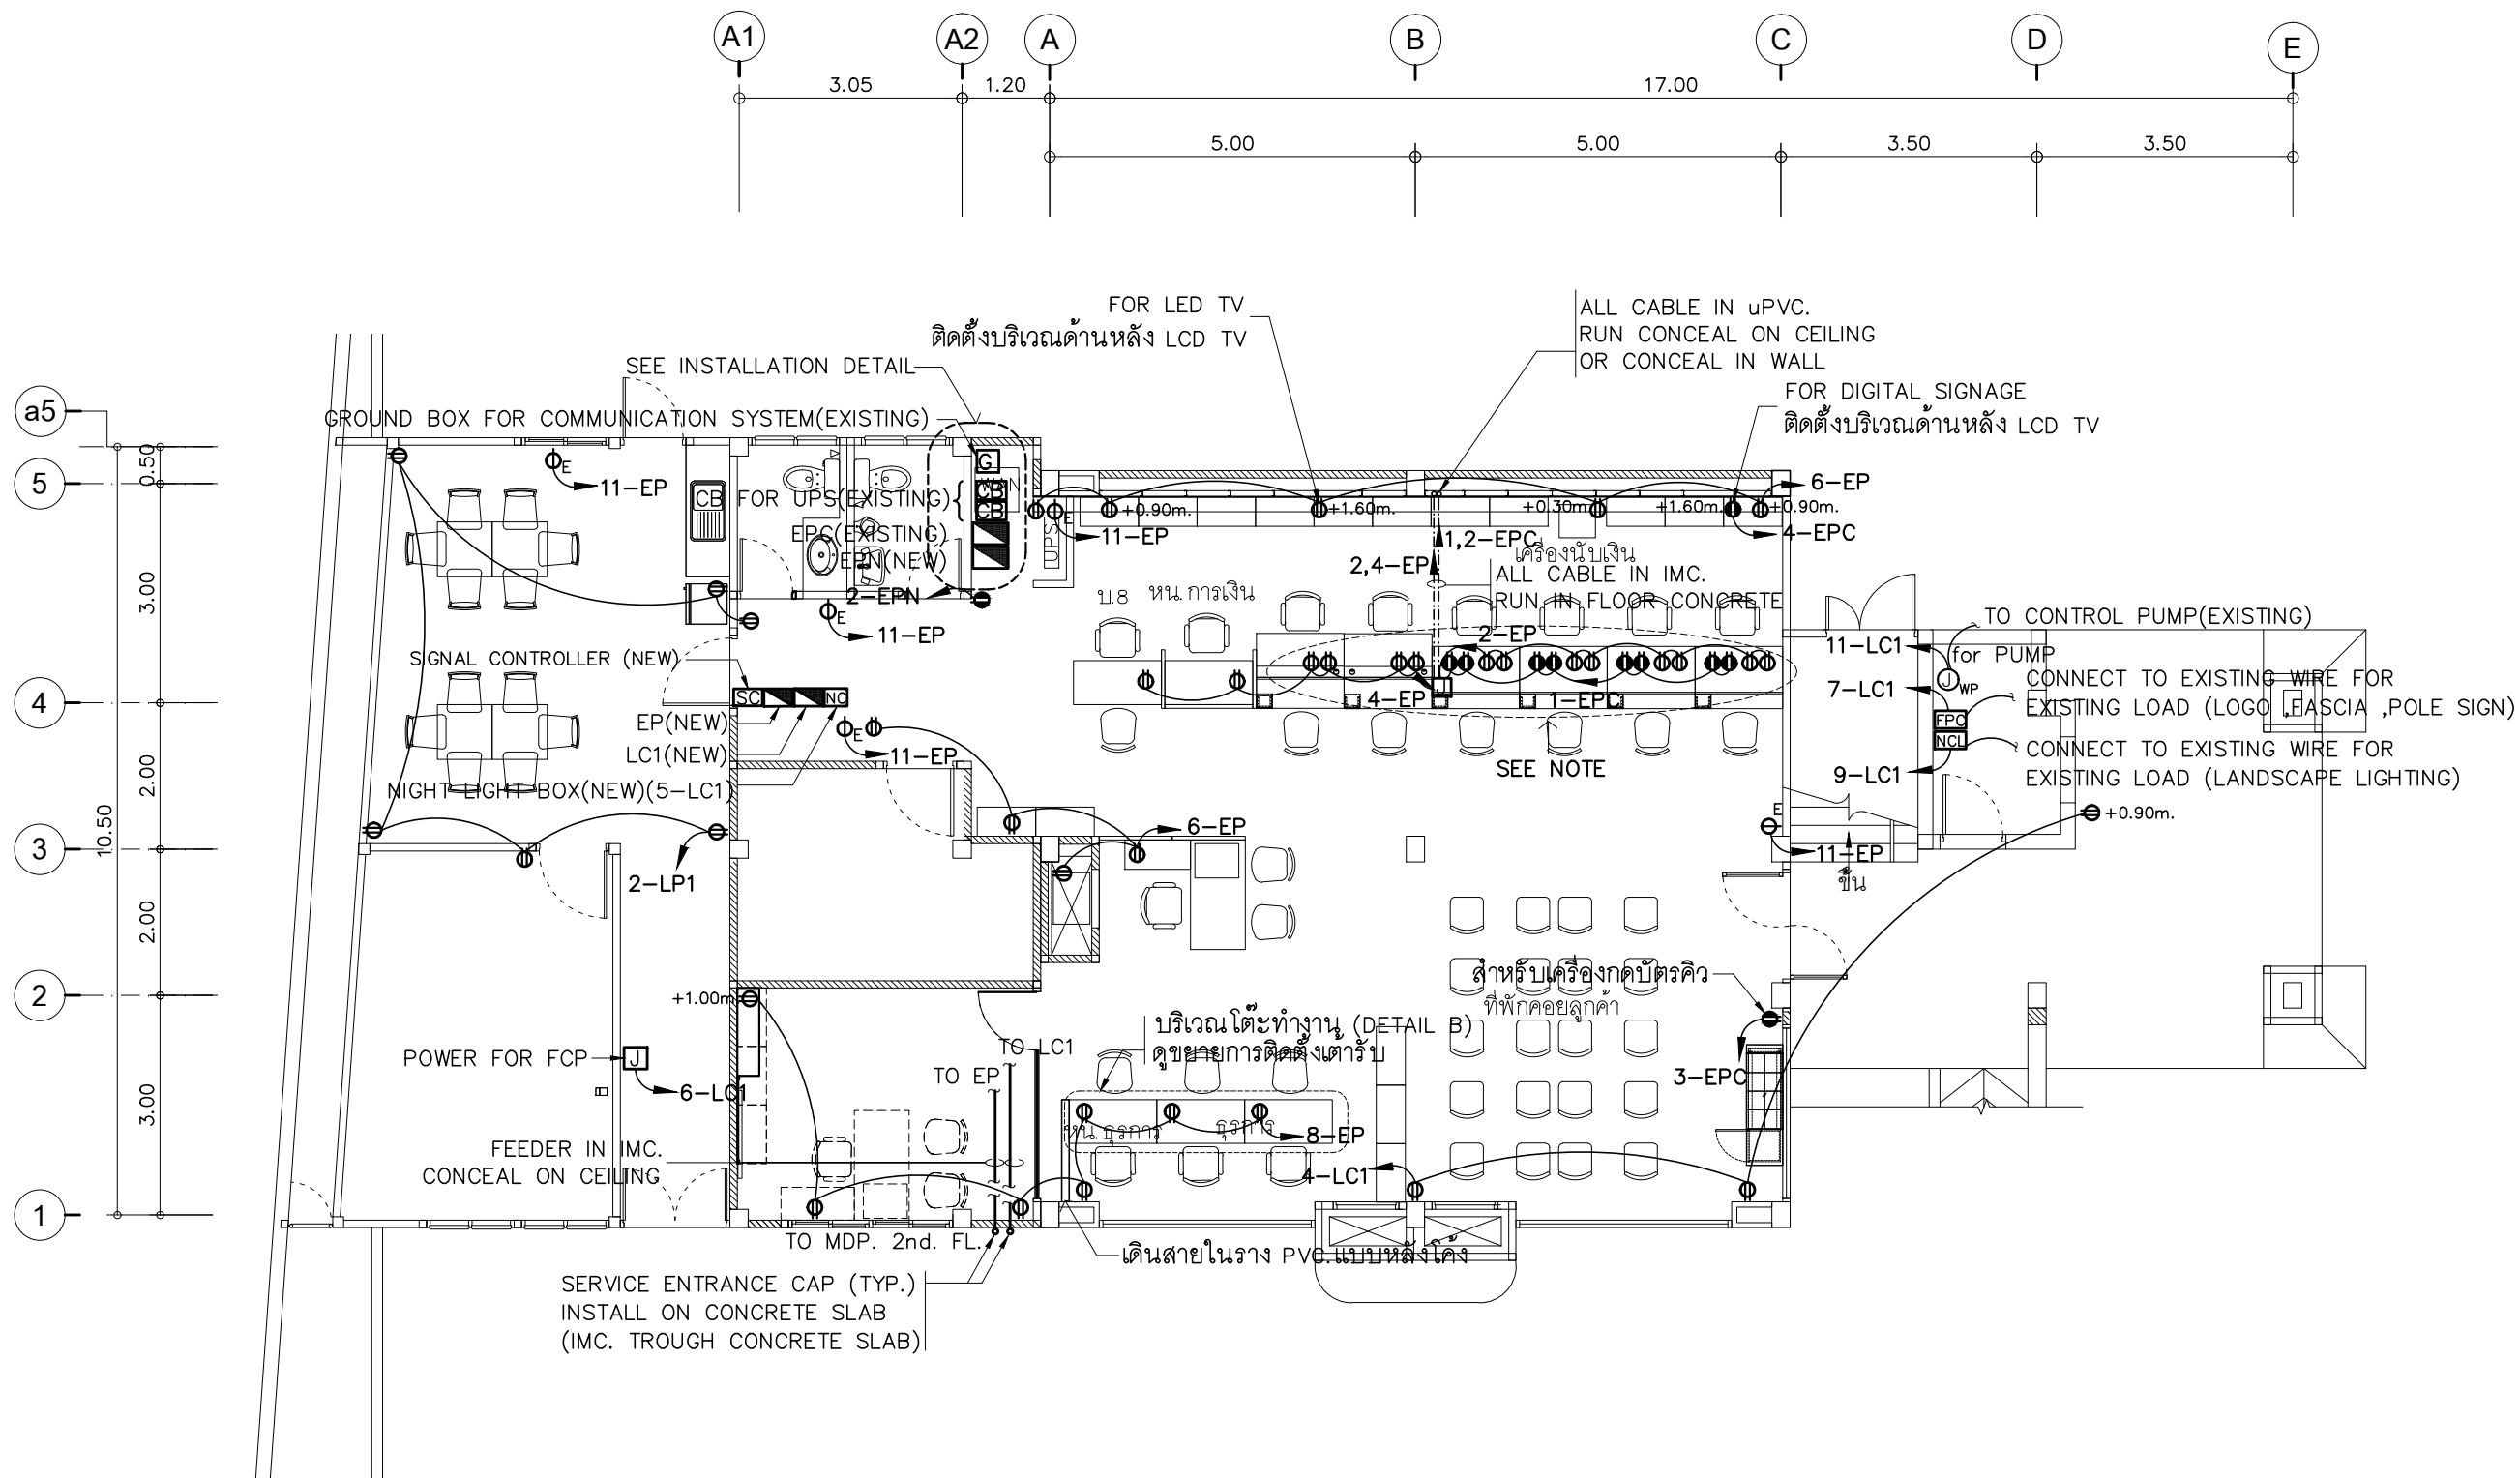 A1
A2
A
B
C
D
E
3.05
1.20
17.00
5.00
5.00
3.50
3.50
FOR LED TV
ติดตั้งบริเวณด้านหลัง LCD TV
ALL CABLE IN uPVC.
RUN CONCEAL ON CEILING
OR CONCEAL IN WALL
SEE INSTALLATION DETAIL
FOR DIGITAL SIGNAGE
ติดตั้งบริเวณด้านหลัง LCD TV
a5
GROUND BOX FOR COMMUNICATION SYSTEM(EXISTING)
0.50
5
E
11-EP
G
WAN
CB FOR UPS(EXISTING)
CB
CB
EPC(EXISTING)
EPN(NEW)
UPS
E
11-EP
+0.90m.
+1.60m.
+0.30m.
+1.60m.
+0.90m.
6-EP
4-EPC
1,2-EPC
2,4-EP
เครื่องนับเงิน
ALL CABLE IN IMC.
RUN IN FLOOR CONCRETE
3.00
2-EPN
E
11-EP
บ.8
หน.การเงิน
2-EP
TO CONTROL PUMP(EXISTING)
11-LC1
for PUMP
J
WP
SIGNAL CONTROLLER (NEW)
SC
NC
7-LC1
CONNECT TO EXISTING WIRE FOR
EXISTING LOAD (LOGO ,FASCIA ,POLE SIGN)
4
4-EP
J
1-EPC
FPC
NCL
EP(NEW)
LC1(NEW)
E
11-EP
SEE NOTE
9-LC1
CONNECT TO EXISTING WIRE FOR
EXISTING LOAD (LANDSCAPE LIGHTING)
NIGHT LIGHT BOX(NEW)(5-LC1)
2.00
10.50
E
+0.90m.
3
6-EP
11-EP
ขึ้น
2-LP1
2.00
2
+1.00m.
สำหรับเครื่องกดบัตรคิว
ที่พักคอยลูกค้า
บริเวณโต๊ะทำงาน (DETAIL B)
ดูขยายการติดตั้งเต้ารับ
TO LC1
TO EP
POWER FOR FCP
J
6-LC1
3-EPC
3.00
หน.ธุรการ
ธุรการ
8-EP
FEEDER IN IMC.
CONCEAL ON CEILING
4-LC1
1
TO MDP. 2nd. FL.
เดินสายในราง PVC.แบบหลังโค้ง
SERVICE ENTRANCE CAP (TYP.)
INSTALL ON CONCRETE SLAB
(IMC. TROUGH CONCRETE SLAB)